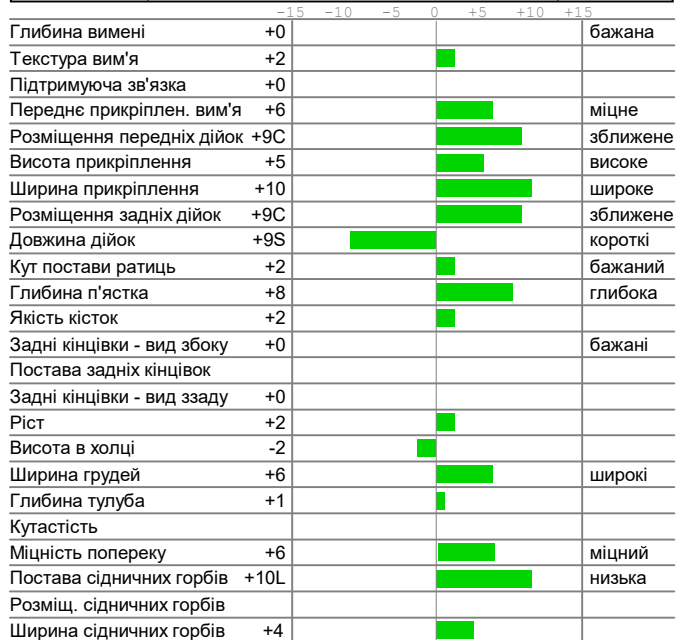 -15 -10 -5 0 +5 +10 +15
Глибина вимені +0 бажана
Текстура вим'я +2
Підтримуюча зв'язка +0
Переднє прикріплен. вим'я +6 міцне
Розміщення передніх дійок +9C зближене
Висота прикріплення +5 високе
Ширина прикріплення +10 широке
Розміщення задніх дійок +9C зближене
Довжина дійок +9S короткі
Кут постави ратиць +2 бажаний
Глибина п'ястка +8 глибока
Якість кісток +2
Задні кінцівки - вид збоку +0 бажані
Постава задніх кінцівок
Задні кінцівки - вид ззаду +0
Ріст +2
Висота в холці -2
Ширина грудей +6 широкі
Глибина тулуба +1
Кутастість
Міцність попереку +6 міцний
Постава сідничних горбів +10L низька
Розміщ. сідничних горбів
Ширина сідничних горбів +4